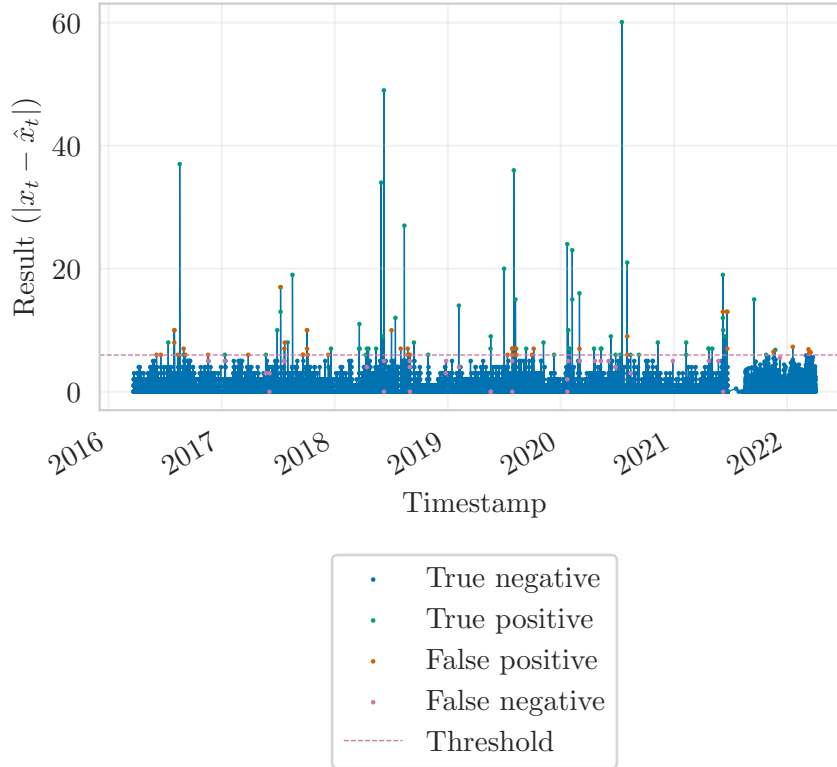 60
40
20
0
Result (|x_t − x̂_t|)
2016
2017
2018
2019
2020
2021
2022
Timestamp
True negative
True positive
False positive
False negative
Threshold